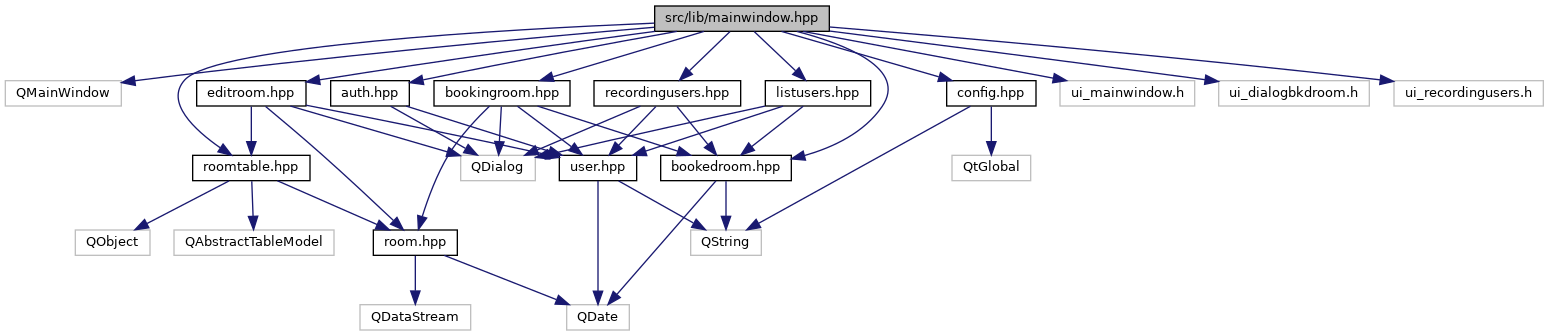 src/lib/mainwindow.hpp
QMainWindow
editroom.hpp
auth.hpp
bookingroom.hpp
recordingusers.hpp
listusers.hpp
config.hpp
ui_mainwindow.h
ui_dialogbkdroom.h
ui_recordingusers.h
roomtable.hpp
QDialog
user.hpp
bookedroom.hpp
QtGlobal
QObject
QAbstractTableModel
room.hpp
QString
QDataStream
QDate